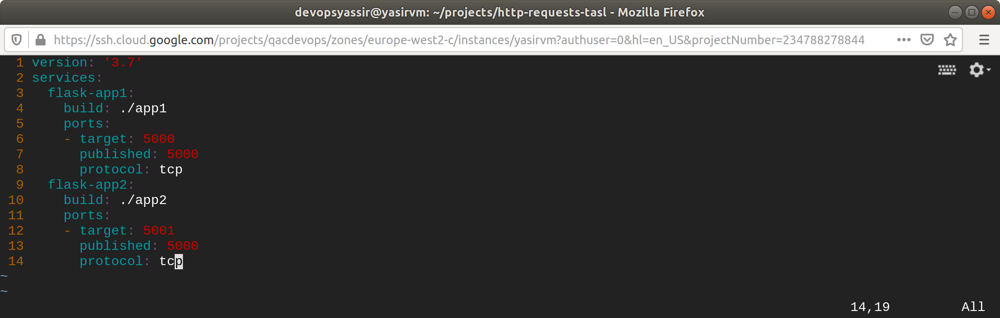 devopsyassir@yasirvm: ~/projects/http-requests-tasl - Mozilla Firefox
https://ssh.cloud.google.com/projects/qacdevops/zones/europe-west2-c/instances/yasirvm?authuser=0&hl=en_US&projectNumber=234788278844
1 version: '3.7'
2 services:
3   flask-app1:
4     build: ./app1
5     ports:
6     - target: 5000
7       published: 5000
8       protocol: tcp
9   flask-app2:
10     build: ./app2
11     ports:
12     - target: 5001
13       published: 5000
14       protocol: tcp
~
~
14,19 All